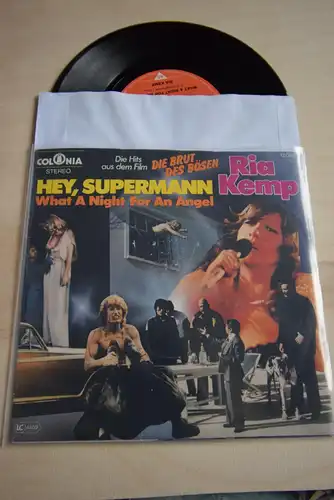 COLONIA
STEREO
Die Hits
aus dem Film
DIE BRUT
DES BÖSEN
Ria
Kemp
HEY, SUPERMANN
What A Night For An Angel
LC